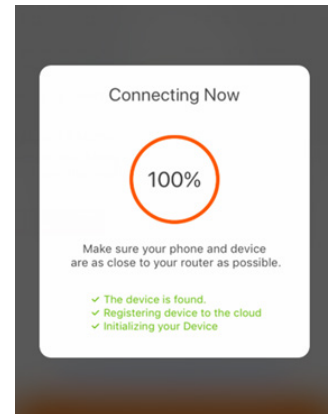 Connecting Now
100%
Make sure your phone and device
are as close to your router as possible.
✓ The device is found.
✓ Registering device to the cloud
✓ Initializing your Device